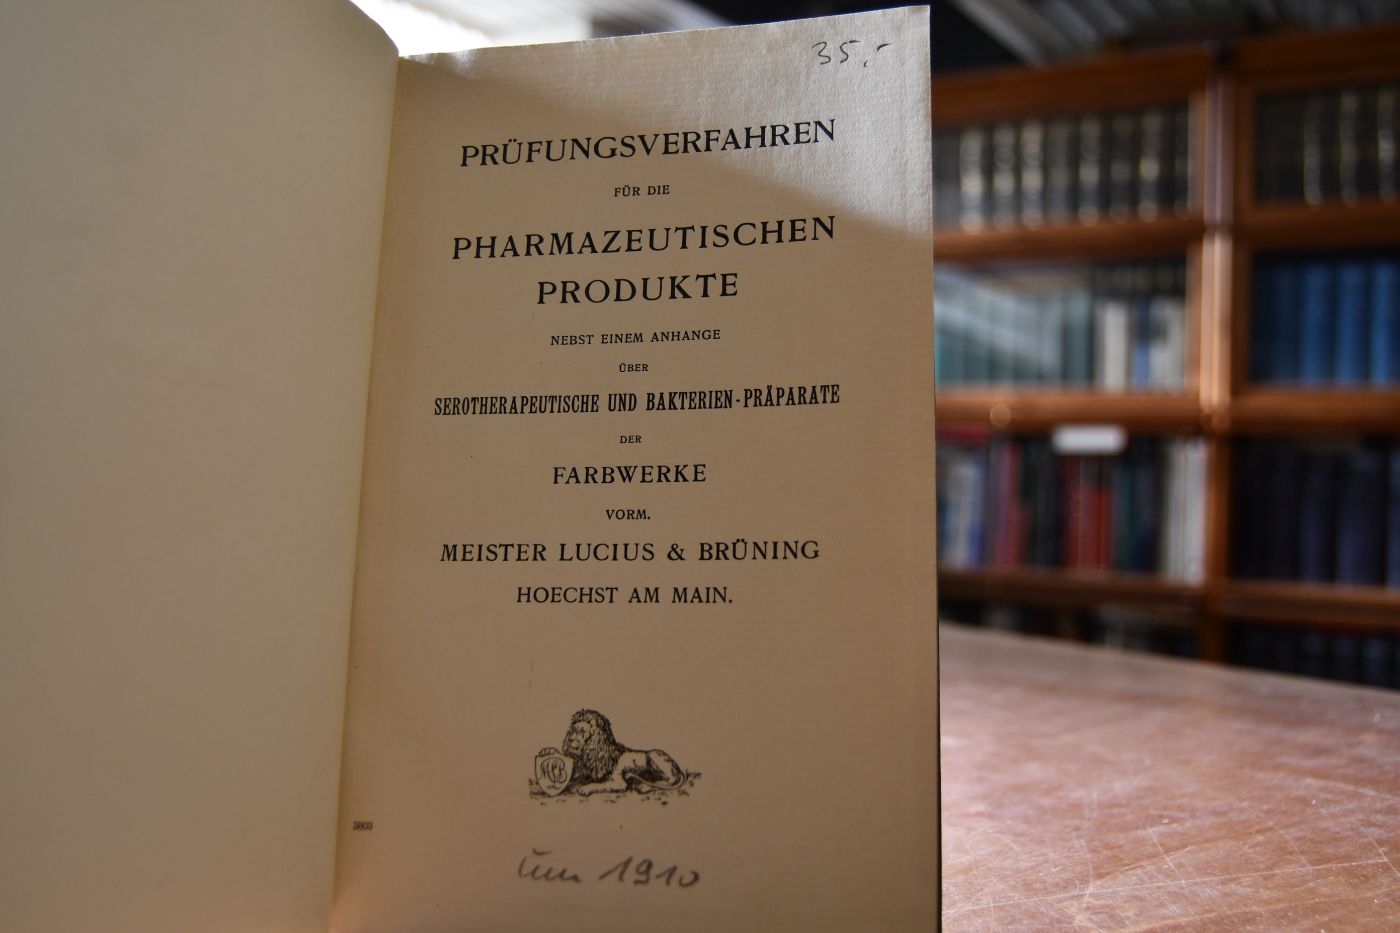 35,-
PRÜFUNGSVERFAHREN
FÜR DIE
PHARMAZEUTISCHEN
PRODUKTE
NEBST EINEM ANHANGE
ÜBER
SEROTHERAPEUTISCHE UND BAKTERIEN-PRÄPARATE
DER
FARBWERKE
VORM.
MEISTER LUCIUS & BRÜNING
HOECHST AM MAIN.
um 1910